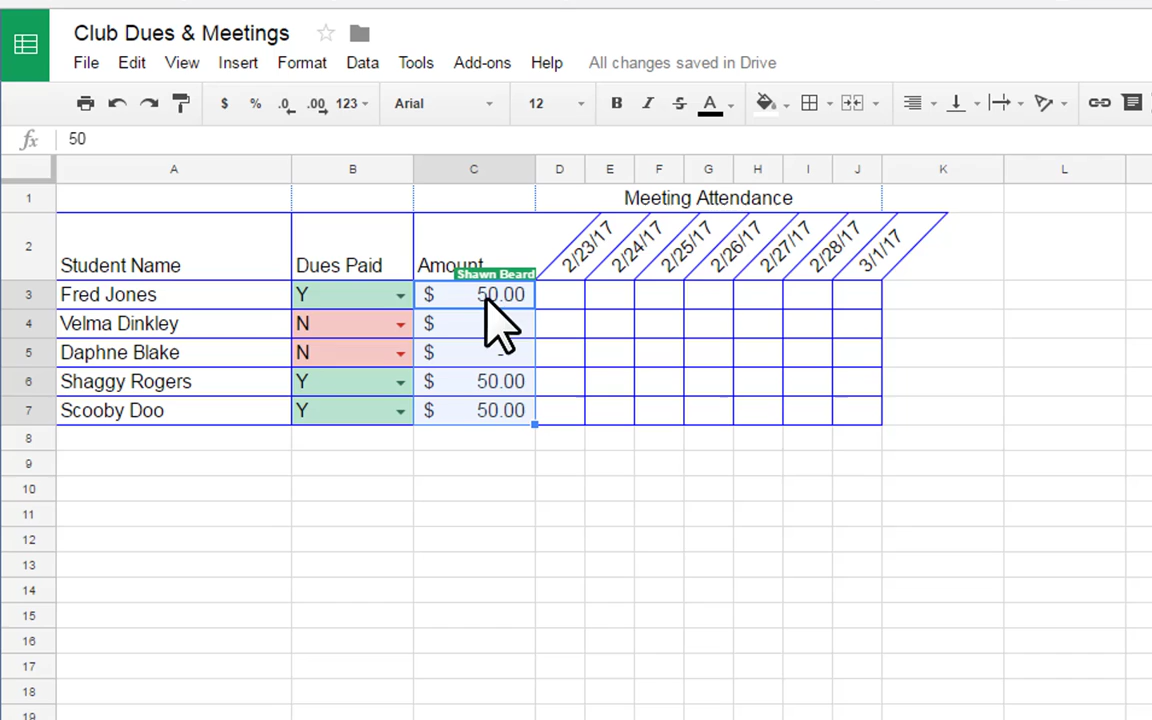 Club Dues & Meetings
File Edit View Insert Format Data Tools Add-ons Help All changes saved in Drive
$ % .0 .00 123 Arial 12 B I S A
fx 50
A B C D E F G H I J K L
1 Meeting Attendance
2 Student Name Dues Paid Amount 2/23/17 2/24/17 2/25/17 2/26/17 2/27/17 2/28/17 3/1/17
Shawn Beard
3 Fred Jones Y $ 50.00
4 Velma Dinkley N $
5 Daphne Blake N $ -
6 Shaggy Rogers Y $ 50.00
7 Scooby Doo Y $ 50.00
8
9
10
11
12
13
14
15
16
17
18
19